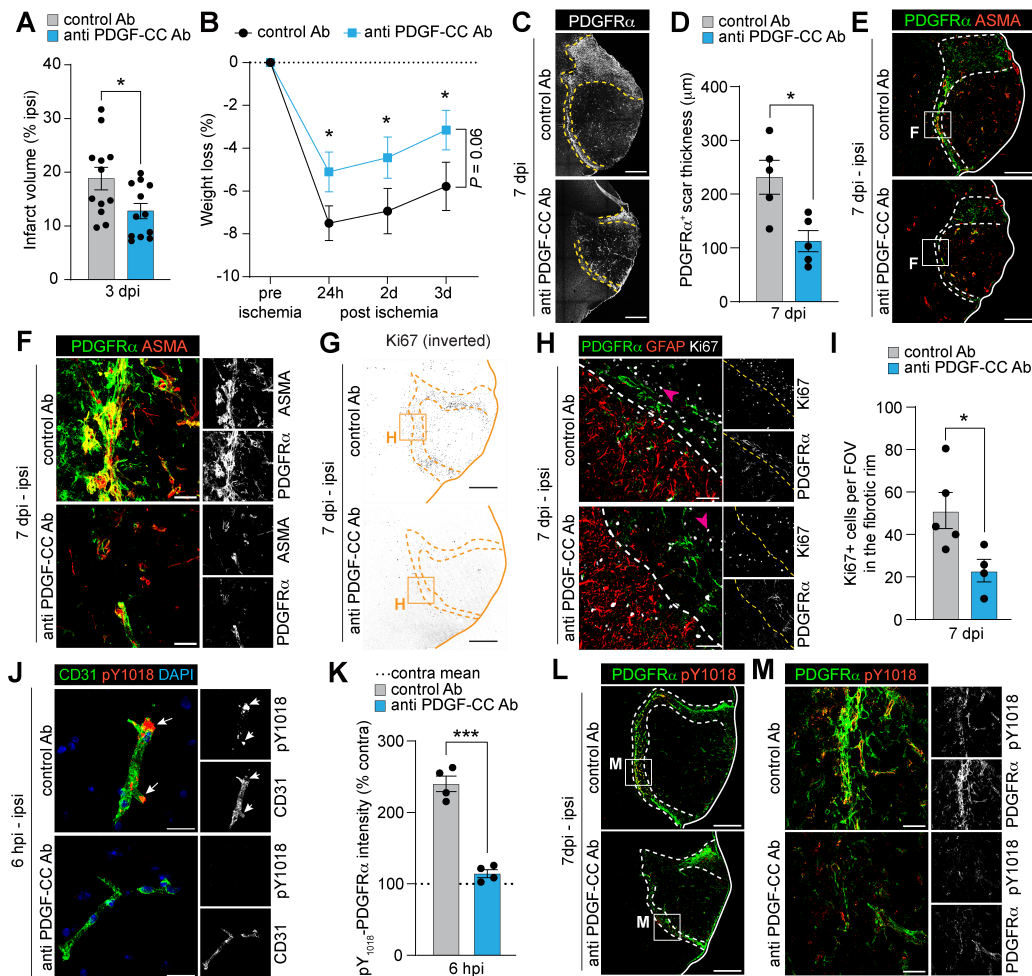 A
control Ab
anti PDGF-CC Ab
Infarct volume (% ipsi)
40
30
20
10
0
*
3 dpi
B
control Ab
anti PDGF-CC Ab
Weight loss (%)
0
-2
-4
-6
-8
-10
*
*
*
P = 0.06
pre
ischemia
24h
2d
3d
post ischemia
C
PDGFRα
7 dpi
control Ab
anti PDGF-CC Ab
D
control Ab
anti PDGF-CC Ab
PDGFRα⁺ scar thickness (μm)
400
300
200
100
0
*
7 dpi
E
PDGFRα ASMA
7 dpi - ipsi
control Ab
anti PDGF-CC Ab
F
F
F
PDGFRα ASMA
7 dpi - ipsi
control Ab
anti PDGF-CC Ab
ASMA
PDGFRα
ASMA
PDGFRα
G
Ki67 (inverted)
7 dpi - ipsi
control Ab
anti PDGF-CC Ab
H
H
H
PDGFRα GFAP Ki67
7 dpi - ipsi
control Ab
anti PDGF-CC Ab
Ki67
PDGFRα
Ki67
PDGFRα
I
control Ab
anti PDGF-CC Ab
Ki67+ cells per FOV
in the fibrotic rim
100
80
60
40
20
0
*
7 dpi
J
CD31 pY1018 DAPI
6 hpi - ipsi
control Ab
anti PDGF-CC Ab
pY1018
CD31
pY1018
CD31
K
contra mean
control Ab
anti PDGF-CC Ab
pY₁₀₁₈-PDGFRα intensity (% contra)
300
200
100
0
***
6 hpi
L
PDGFRα pY1018
7dpi - ipsi
control Ab
anti PDGF-CC Ab
M
M
M
PDGFRα pY1018
control Ab
anti PDGF-CC Ab
pY1018
PDGFRα
pY1018
PDGFRα